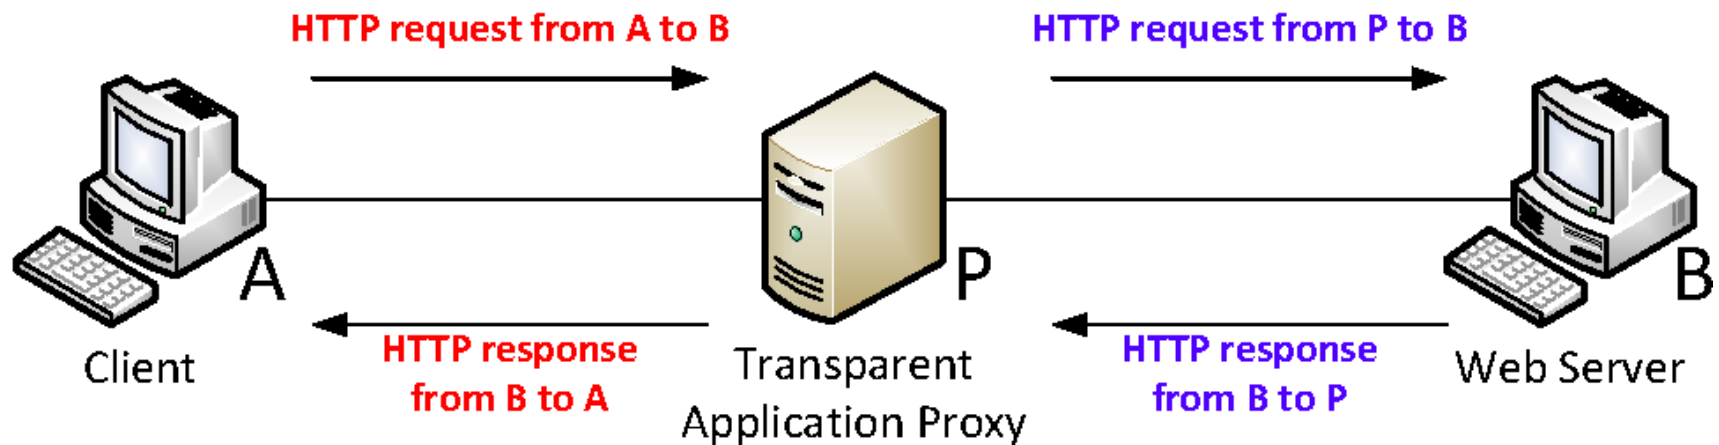 HTTP request from A to B
HTTP request from P to B
A
P
B
HTTP response
from B to A
HTTP response
from B to P
Client
Transparent
Application Proxy
Web Server